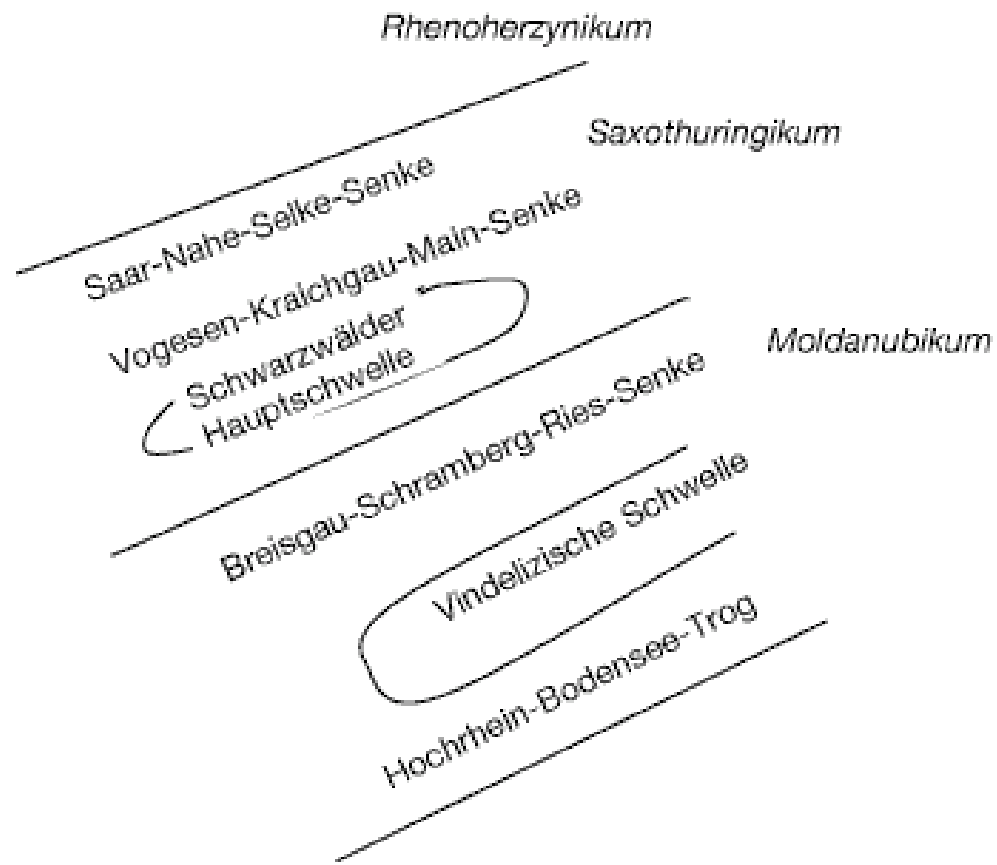 Rhenoherzynikum
Saxothuringikum
Saar-Nahe-Selke-Senke
Vogesen-Kraichgau-Main-Senke
Schwarzwälder
Hauptschwelle
Moldanubikum
Breisgau-Schramberg-Ries-Senke
Vindelizische Schwelle
Hochrhein-Bodensee-Trog